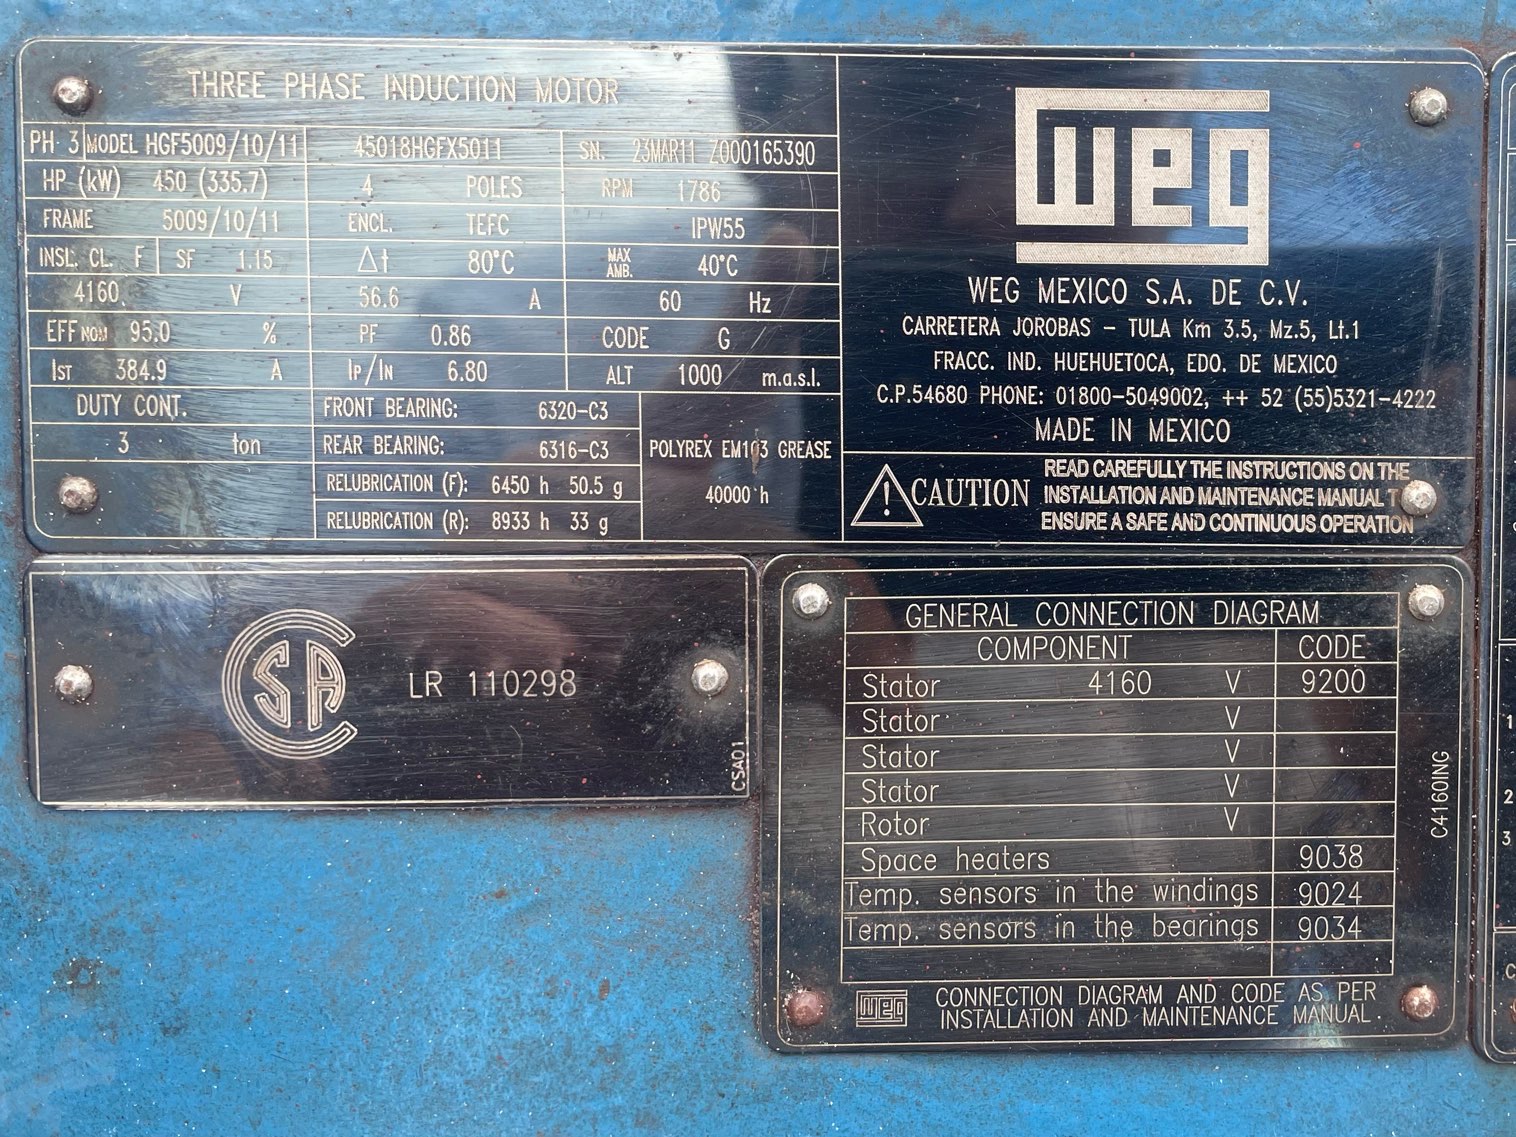 THREE PHASE INDUCTION MOTOR
PH 3 MODEL HGF5009/10/11 45018HGFX5011 SN. 23MAR11 Z000165390
HP (kW) 450 (335.7) 4 POLES RPM 1786
FRAME 5009/10/11 ENCL. TEFC IPW55
INSL. CL. F SF 1.15 Δt 80°C MAX AMB. 40°C
4160 V 56.6 A 60 Hz
EFF NOM 95.0 % PF 0.86 CODE G
IST 384.9 A IP/IN 6.80 ALT 1000 m.a.s.l.
DUTY CONT. FRONT BEARING: 6320-C3
3 ton REAR BEARING: 6316-C3
RELUBRICATION (F): 6450 h 50.5 g
RELUBRICATION (R): 8933 h 33 g
POLYREX EM103 GREASE
40000 h
WEG
WEG MEXICO S.A. DE C.V.
CARRETERA JOROBAS - TULA Km 3.5, Mz.5, Lt.1
FRACC. IND. HUEHUETOCA, EDO. DE MEXICO
C.P.54680 PHONE: 01800-5049002, ++ 52 (55)5321-4222
MADE IN MEXICO
CAUTION
READ CAREFULLY THE INSTRUCTIONS ON THE
INSTALLATION AND MAINTENANCE MANUAL T
ENSURE A SAFE AND CONTINUOUS OPERATION
CSA LR 110298
CSA01
GENERAL CONNECTION DIAGRAM
COMPONENT CODE
Stator 4160 V 9200
Stator V
Stator V
Stator V
Rotor V
Space heaters 9038
Temp. sensors in the windings 9024
Temp. sensors in the bearings 9034
WEG CONNECTION DIAGRAM AND CODE AS PER
INSTALLATION AND MAINTENANCE MANUAL.
C4160ING
1
2
3